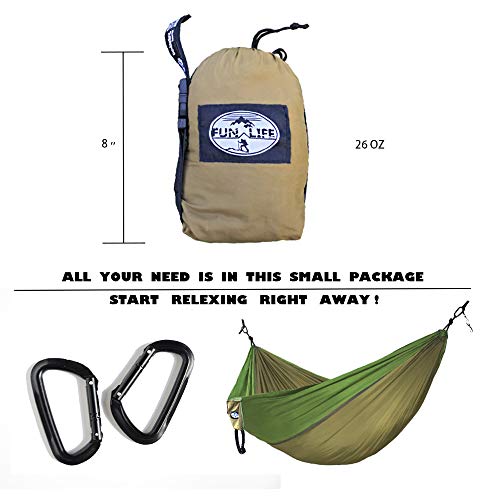 FUN LIFE
8"
26 OZ
ALL YOUR NEED IS IN THIS SMALL PACKAGE
START RELEXING RIGHT AWAY!